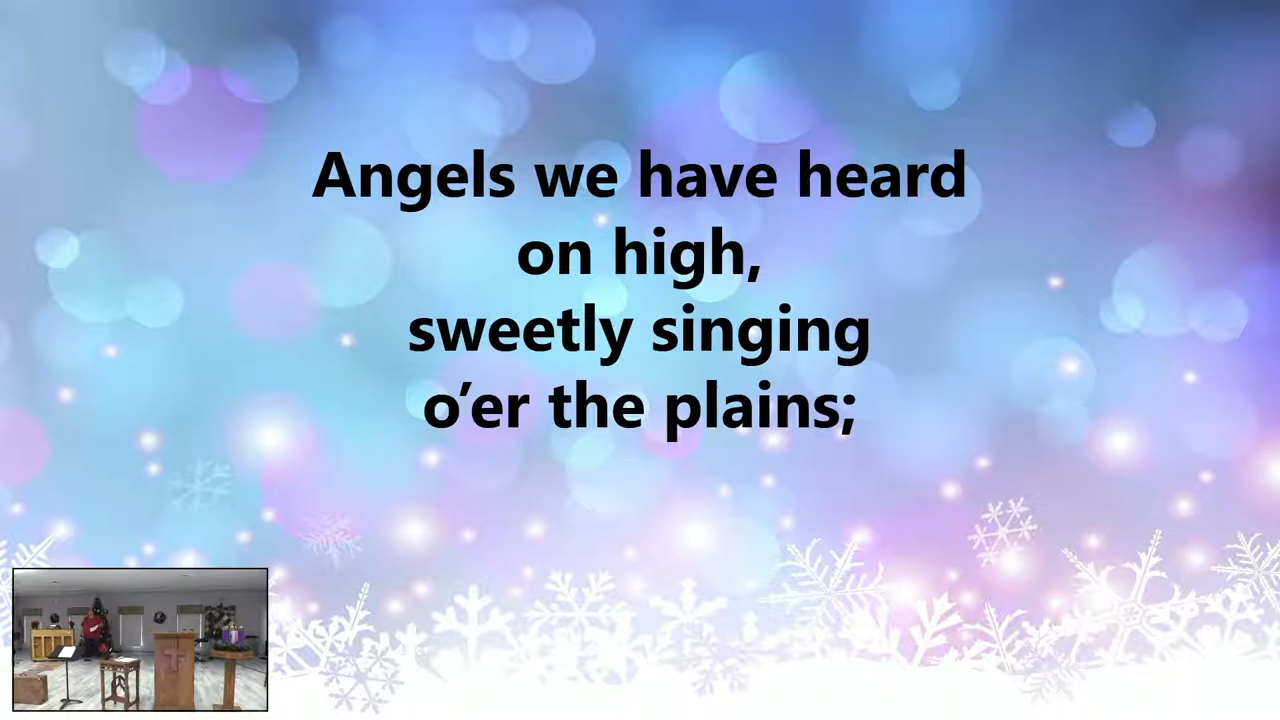 Angels we have heard
on high,
sweetly singing
o’er the plains;